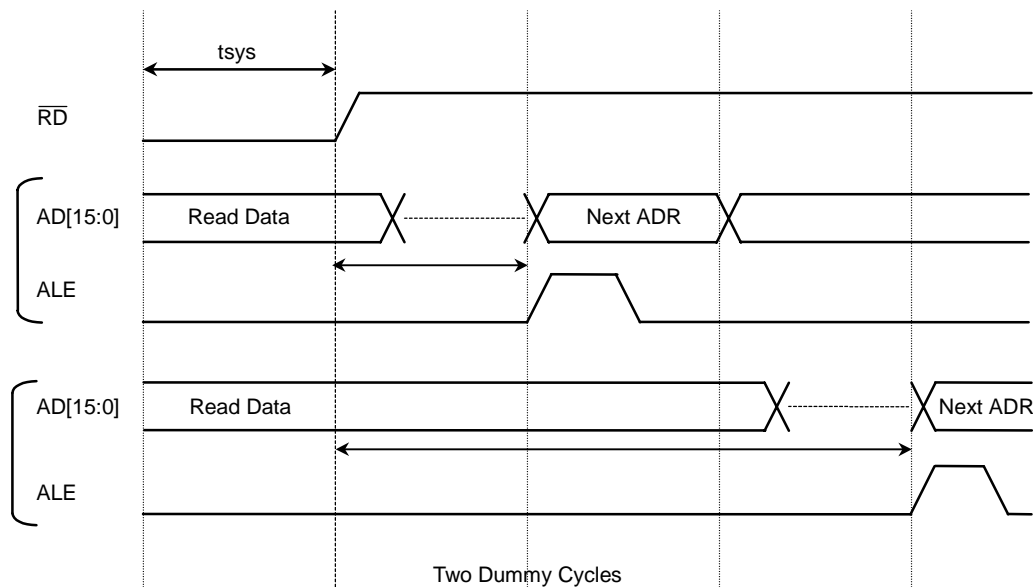 tsys
R̅D̅
AD[15:0]
Read Data
Next ADR
ALE
AD[15:0]
Read Data
Next ADR
ALE
Two Dummy Cycles